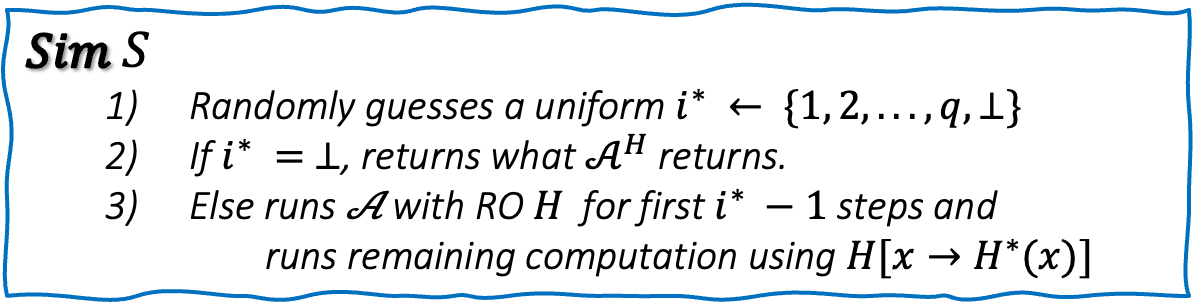 Sim S
1) Randomly guesses a uniform i* ← {1, 2, . . . , q, ⊥}
2) If i* = ⊥, returns what 𝒜^H returns.
3) Else runs 𝒜 with RO H for first i* − 1 steps and
runs remaining computation using H[x → H*(x)]